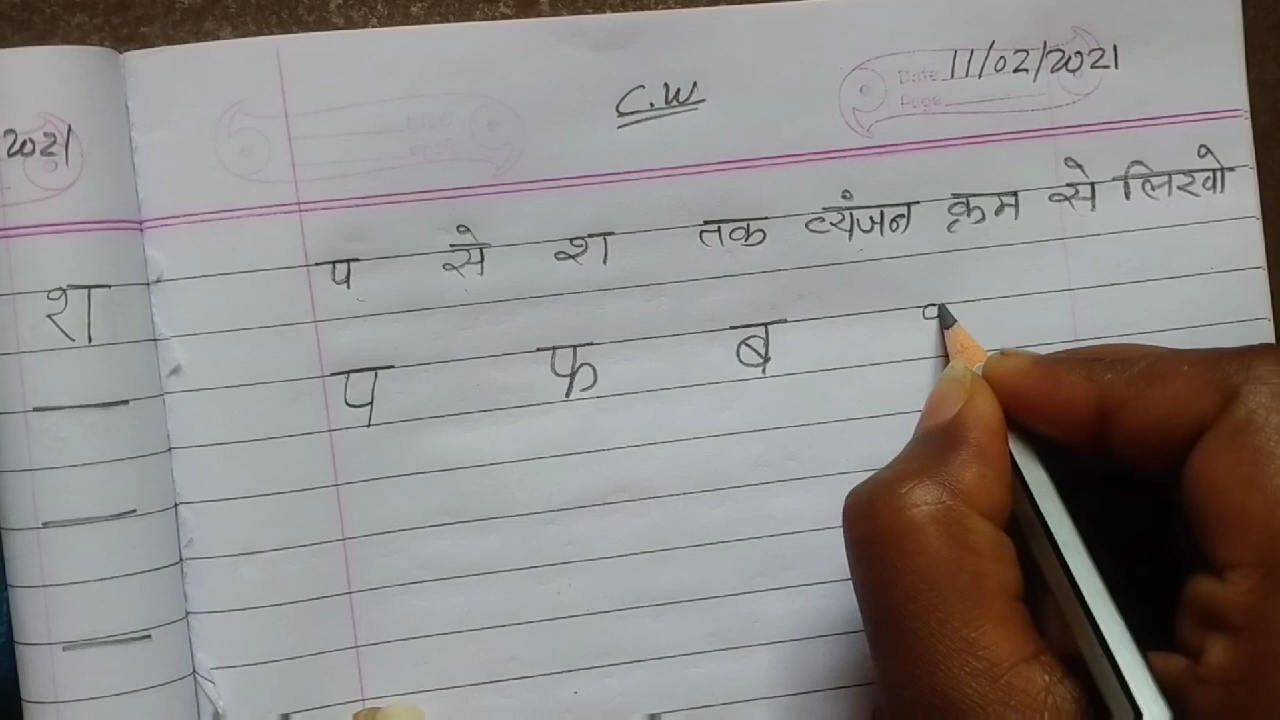 C.W
Date 11/02/2021
Page
2021
प से श तक व्यंजन क्रम से लिखो
श
प फ ब